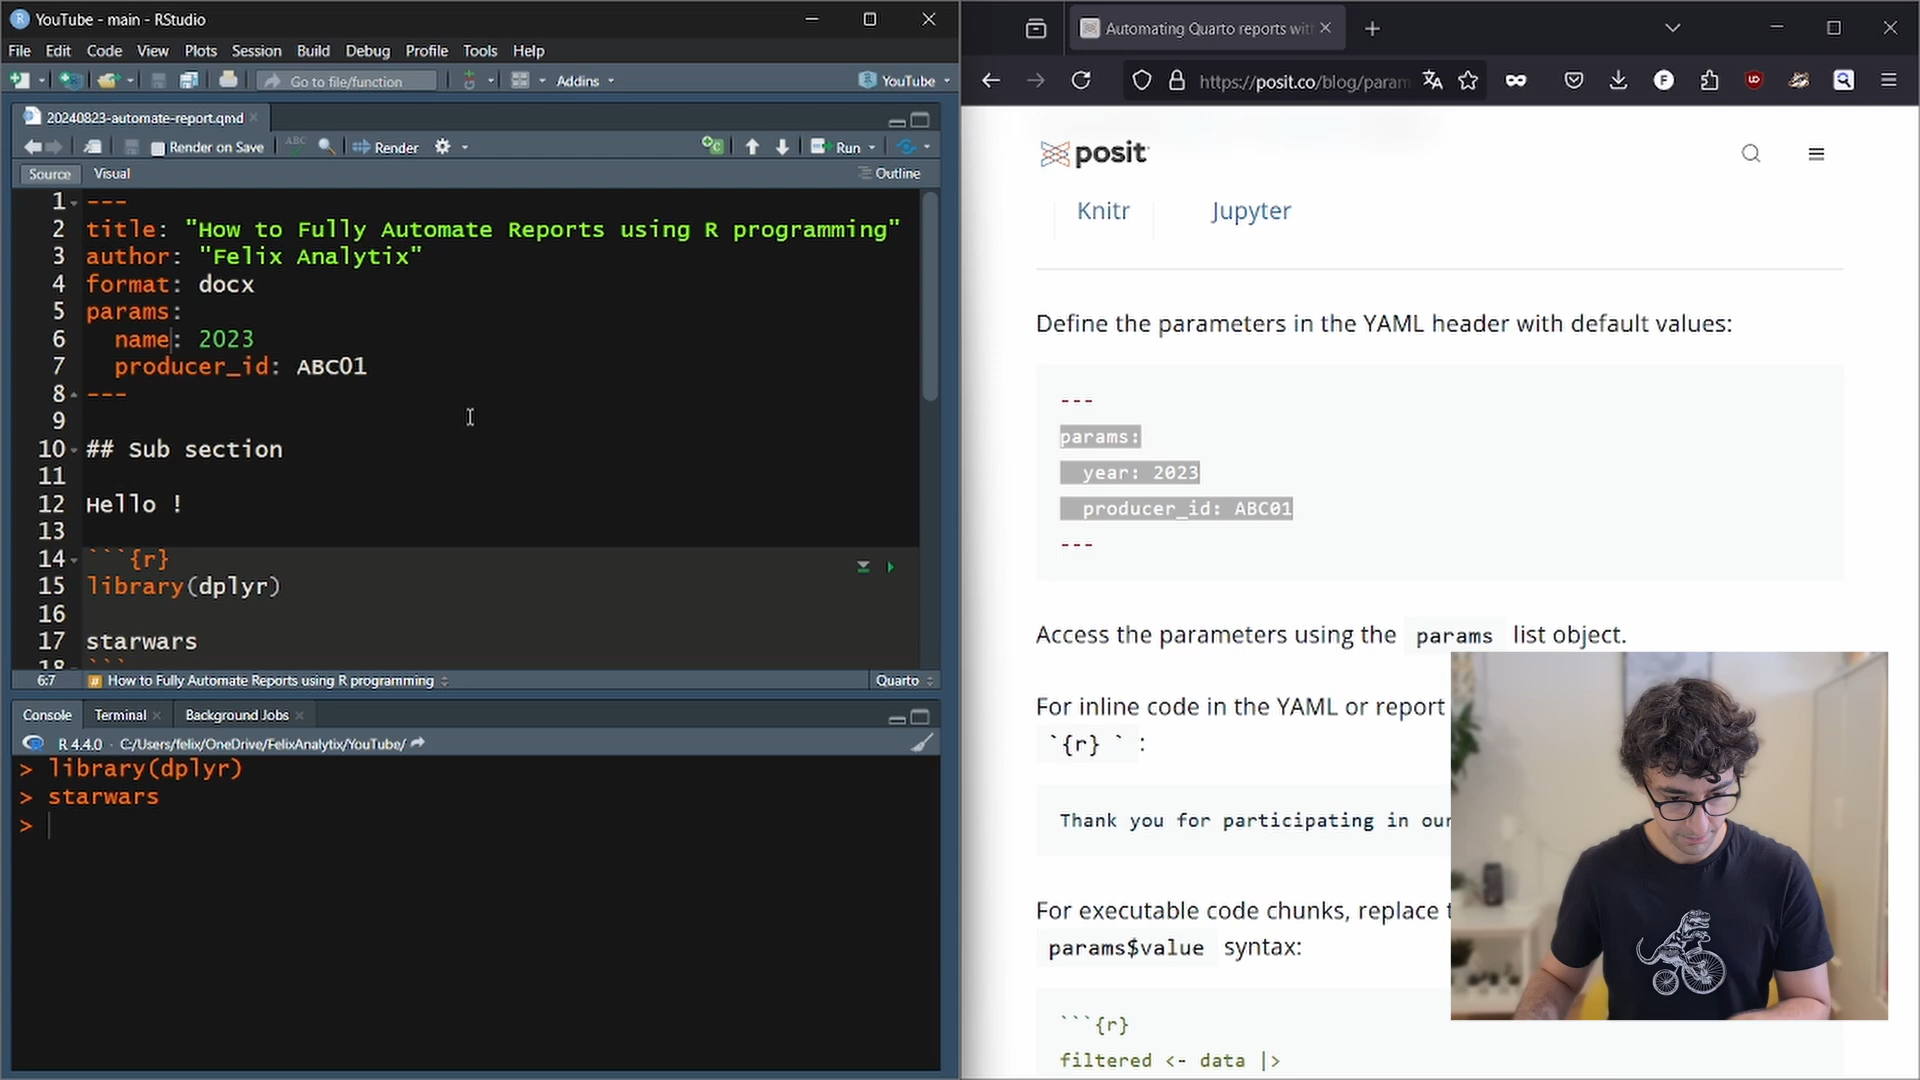 YouTube - main - RStudio
File Edit Code View Plots Session Build Debug Profile Tools Help
Go to file/function
Addins
YouTube
20240823-automate-report.qmd
Render on Save
ABC
Render
Run
Source
Visual
Outline
1 ---
2 title: "How to Fully Automate Reports using R programming"
3 author: "Felix Analytix"
4 format: docx
5 params:
6 name: 2023
7 producer_id: ABC01
8 ---
9
10 ## Sub section
11
12 Hello !
13
14 ```{r}
15 library(dplyr)
16
17 starwars
18 ```
6:7
# How to Fully Automate Reports using R programming
Quarto
Console
Terminal
Background Jobs
R 4.4.0 · C:/Users/felix/OneDrive/FelixAnalytix/YouTube/
> library(dplyr)
> starwars
>
Automating Quarto reports with
https://posit.co/blog/param
F
posit
Knitr
Jupyter
Define the parameters in the YAML header with default values:
---
params:
year: 2023
producer_id: ABC01
---
Access the parameters using the params list object.
For inline code in the YAML or report
`{r} ` :
Thank you for participating in our
For executable code chunks, replace t
params$value syntax:
```{r}
filtered <- data |>